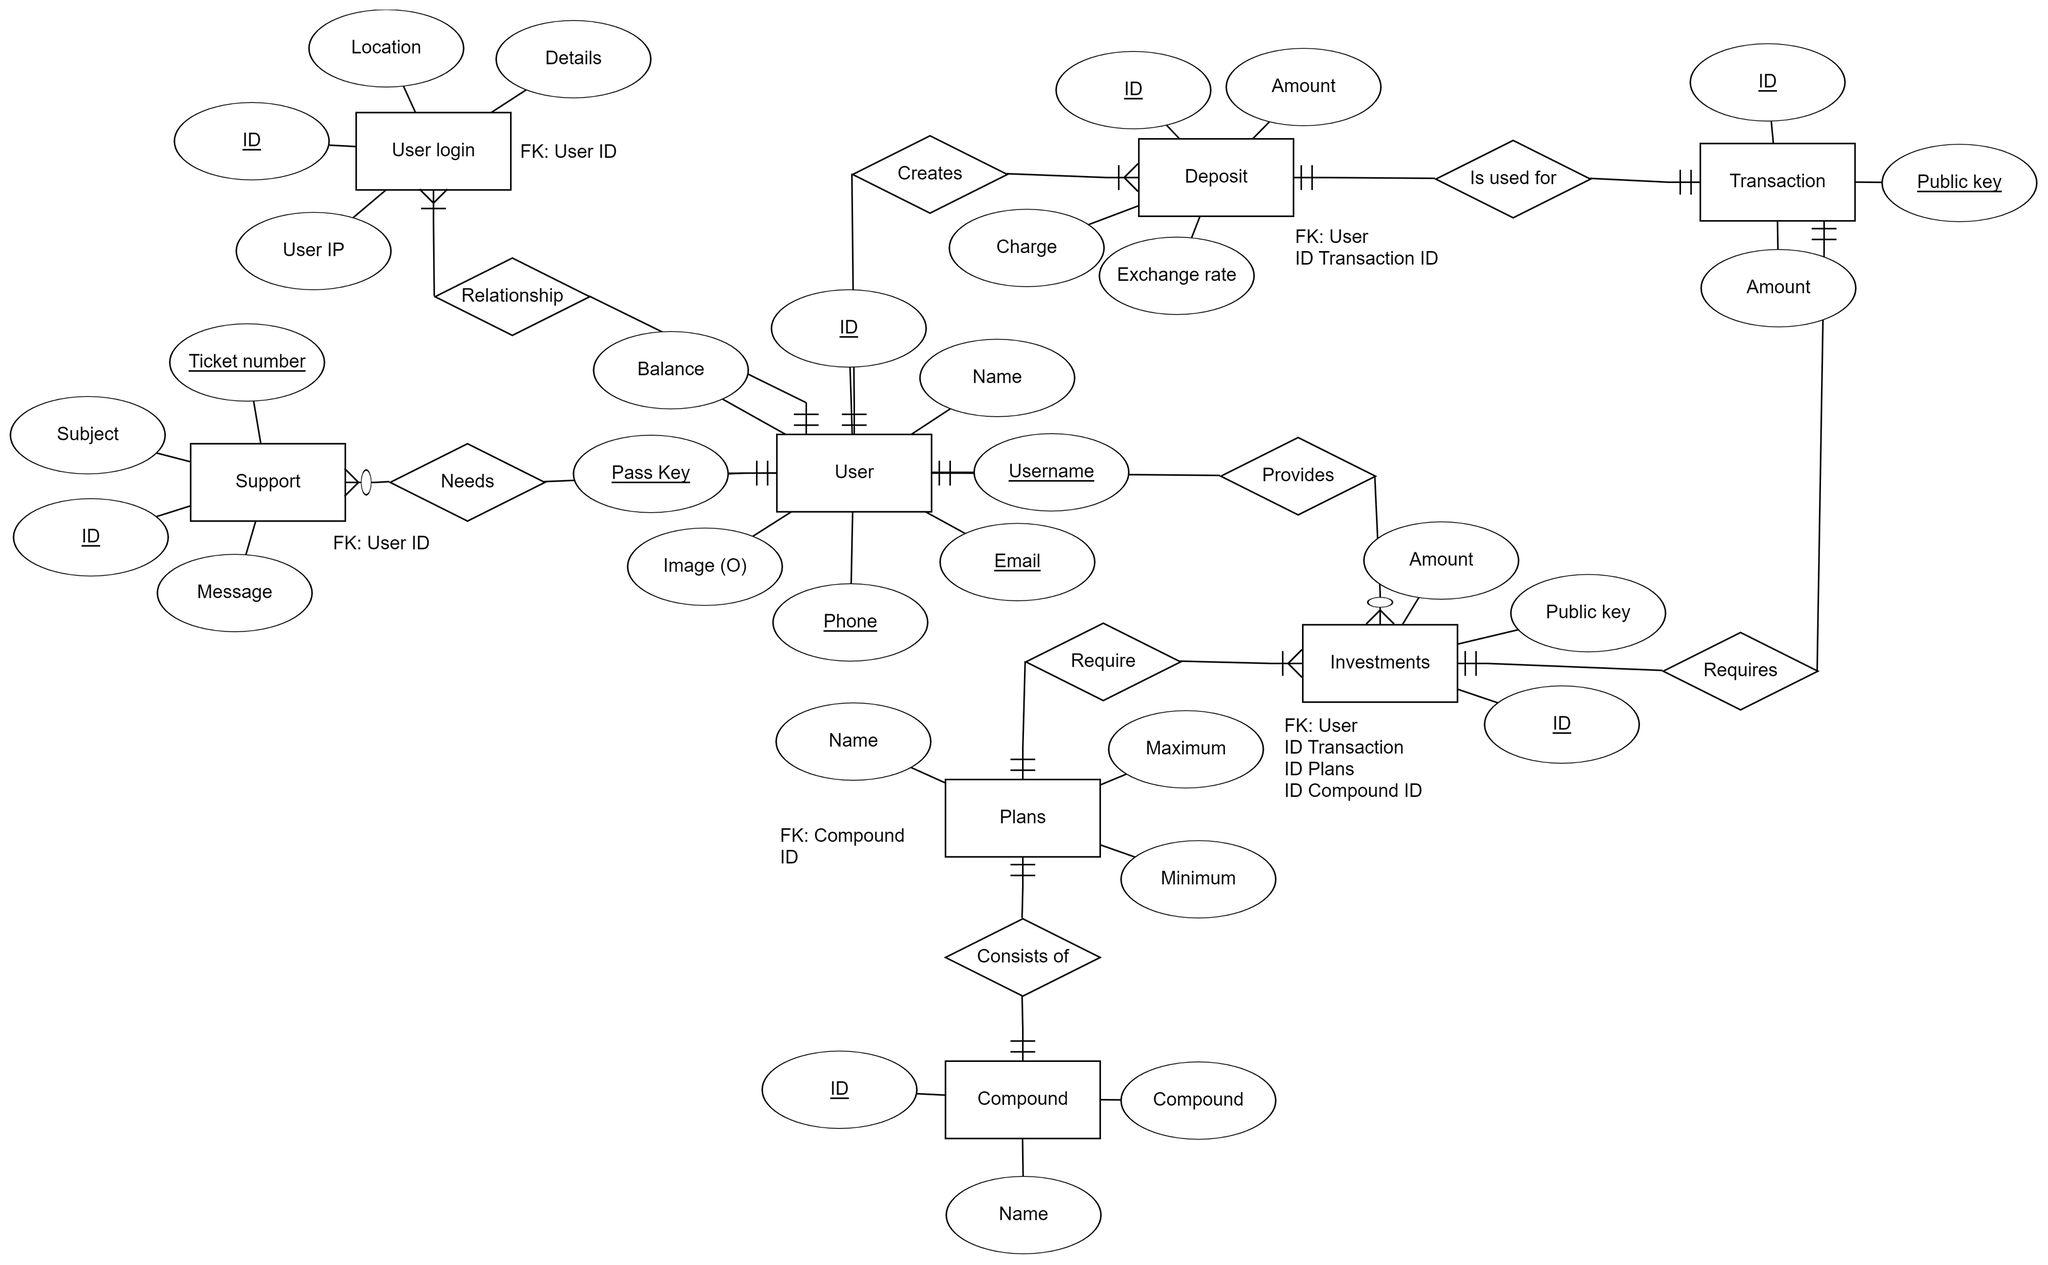 Location
Details
ID
User login
FK: User ID
User IP
Relationship
Creates
ID
Amount
Deposit
Charge
Exchange rate
FK: User
ID Transaction ID
Is used for
ID
Transaction
Public key
Amount
Ticket number
Subject
Support
ID
Message
FK: User ID
Needs
Balance
ID
Name
Pass Key
User
Username
Image (O)
Phone
Email
Provides
Amount
Public key
Require
Investments
Requires
ID
FK: User
ID Transaction
ID Plans
ID Compound ID
Name
Maximum
Plans
FK: Compound
ID
Minimum
Consists of
ID
Compound
Compound
Name